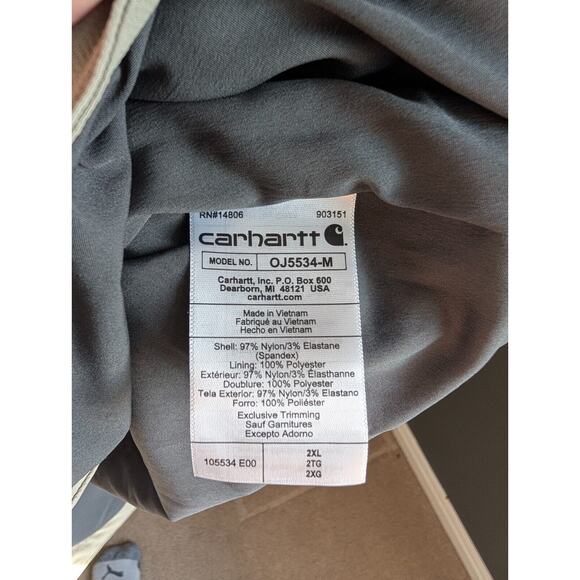 RN#14806 903151
carhartt
MODEL NO. OJ5534-M
Carhartt, Inc. P.O. Box 600
Dearborn, MI 48121 USA
carhartt.com
Made in Vietnam
Fabriqué au Vietnam
Hecho en Vietnam
Shell: 97% Nylon/3% Elastane
(Spandex)
Lining: 100% Polyester
Extérieur: 97% Nylon/3% Élasthanne
Doublure: 100% Polyester
Tela Exterior: 97% Nylon/3% Elastano
Forro: 100% Poliéster
Exclusive Trimming
Sauf Garnitures
Excepto Adorno
105534 E00
2XL
2TG
2XG